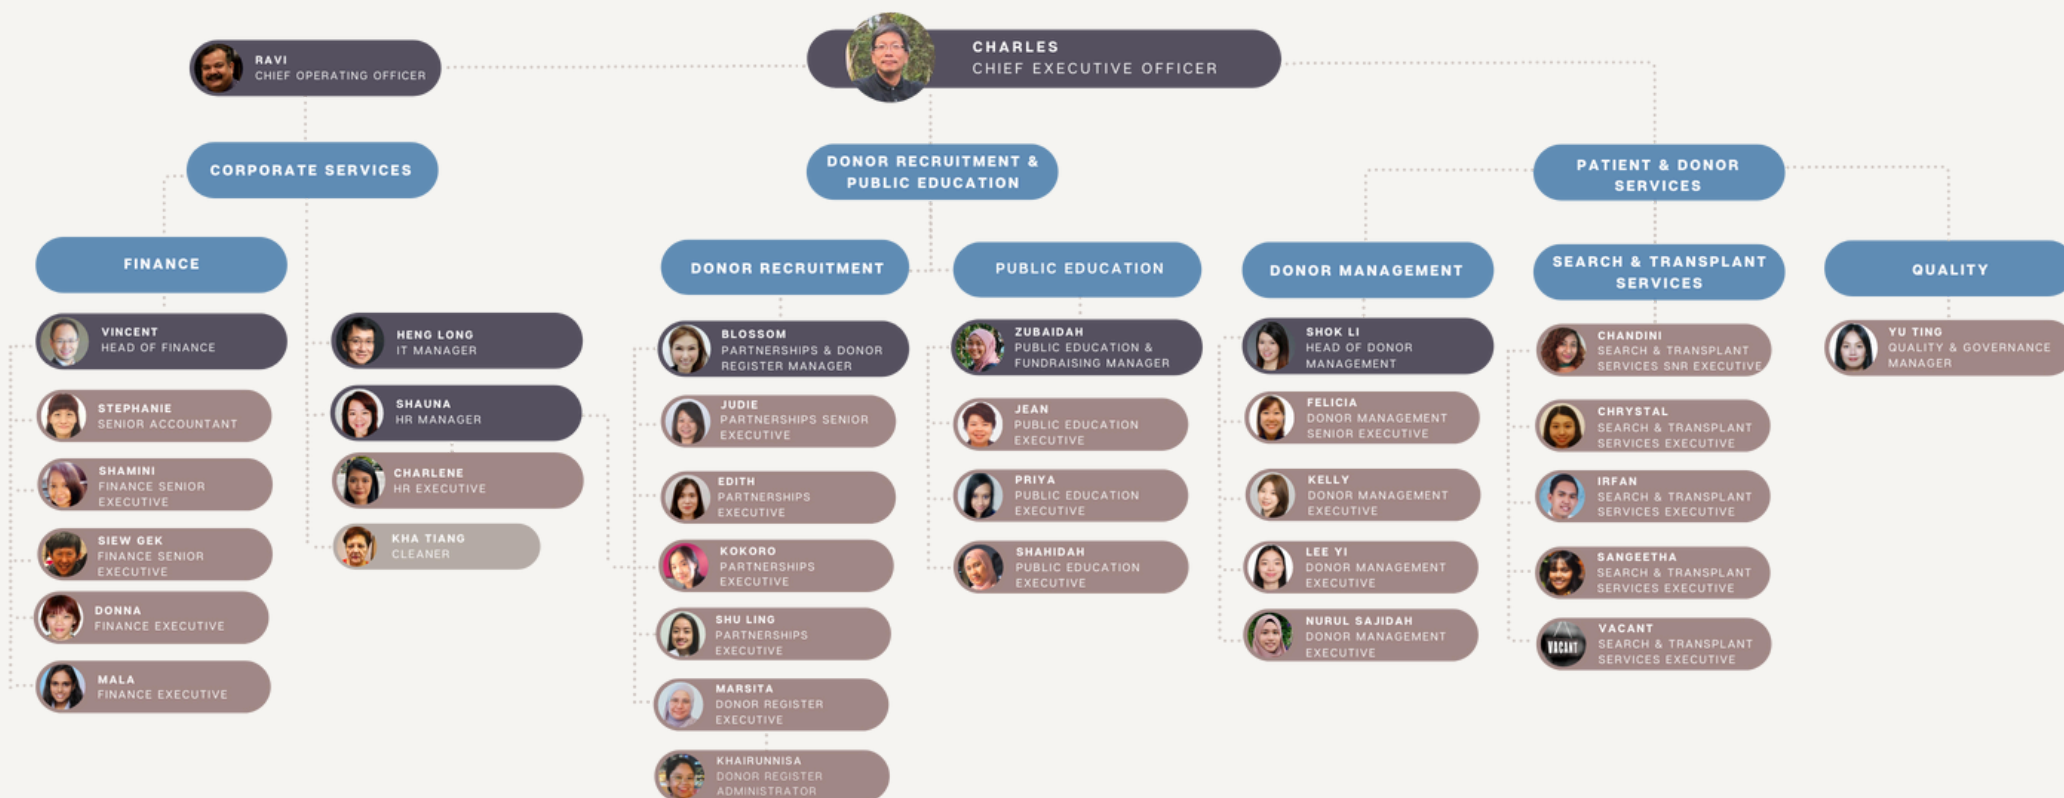 RAVI
CHIEF OPERATING OFFICER
CHARLES
CHIEF EXECUTIVE OFFICER
CORPORATE SERVICES
DONOR RECRUITMENT &
PUBLIC EDUCATION
PATIENT & DONOR
SERVICES
FINANCE
DONOR RECRUITMENT
PUBLIC EDUCATION
DONOR MANAGEMENT
SEARCH & TRANSPLANT
SERVICES
QUALITY
VINCENT
HEAD OF FINANCE
STEPHANIE
SENIOR ACCOUNTANT
SHAMINI
FINANCE SENIOR
EXECUTIVE
SIEW GEK
FINANCE SENIOR
EXECUTIVE
DONNA
FINANCE EXECUTIVE
MALA
FINANCE EXECUTIVE
HENG LONG
IT MANAGER
SHAUNA
HR MANAGER
CHARLENE
HR EXECUTIVE
KHA TIANG
CLEANER
BLOSSOM
PARTNERSHIPS & DONOR
REGISTER MANAGER
JUDIE
PARTNERSHIPS SENIOR
EXECUTIVE
EDITH
PARTNERSHIPS
EXECUTIVE
KOKORO
PARTNERSHIPS
EXECUTIVE
SHU LING
PARTNERSHIPS
EXECUTIVE
MARSITA
DONOR REGISTER
EXECUTIVE
KHAIRUNNISA
DONOR REGISTER
ADMINISTRATOR
ZUBAIDAH
PUBLIC EDUCATION &
FUNDRAISING MANAGER
JEAN
PUBLIC EDUCATION
EXECUTIVE
PRIYA
PUBLIC EDUCATION
EXECUTIVE
SHAHIDAH
PUBLIC EDUCATION
EXECUTIVE
SHOK LI
HEAD OF DONOR
MANAGEMENT
FELICIA
DONOR MANAGEMENT
SENIOR EXECUTIVE
KELLY
DONOR MANAGEMENT
EXECUTIVE
LEE YI
DONOR MANAGEMENT
EXECUTIVE
NURUL SAJIDAH
DONOR MANAGEMENT
EXECUTIVE
CHANDINI
SEARCH & TRANSPLANT
SERVICES SNR EXECUTIVE
CHRYSTAL
SEARCH & TRANSPLANT
SERVICES EXECUTIVE
IRFAN
SEARCH & TRANSPLANT
SERVICES EXECUTIVE
SANGEETHA
SEARCH & TRANSPLANT
SERVICES EXECUTIVE
VACANT
VACANT
SEARCH & TRANSPLANT
SERVICES EXECUTIVE
YU TING
QUALITY & GOVERNANCE
MANAGER